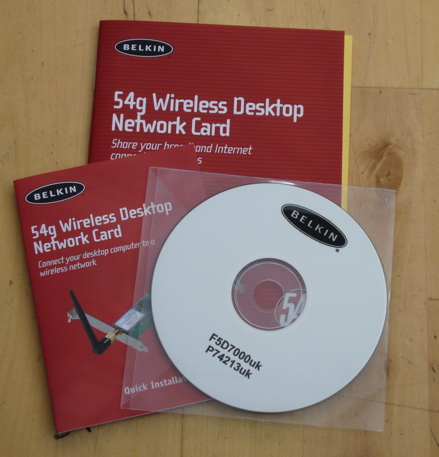 BELKIN
54g Wireless Desktop
Network Card
Share your broadband Internet
BELKIN
54g Wireless Desktop
Network Card
Connect your desktop computer to a
wireless network
Quick
BELKIN
54
F5D7000uk
P74213uk